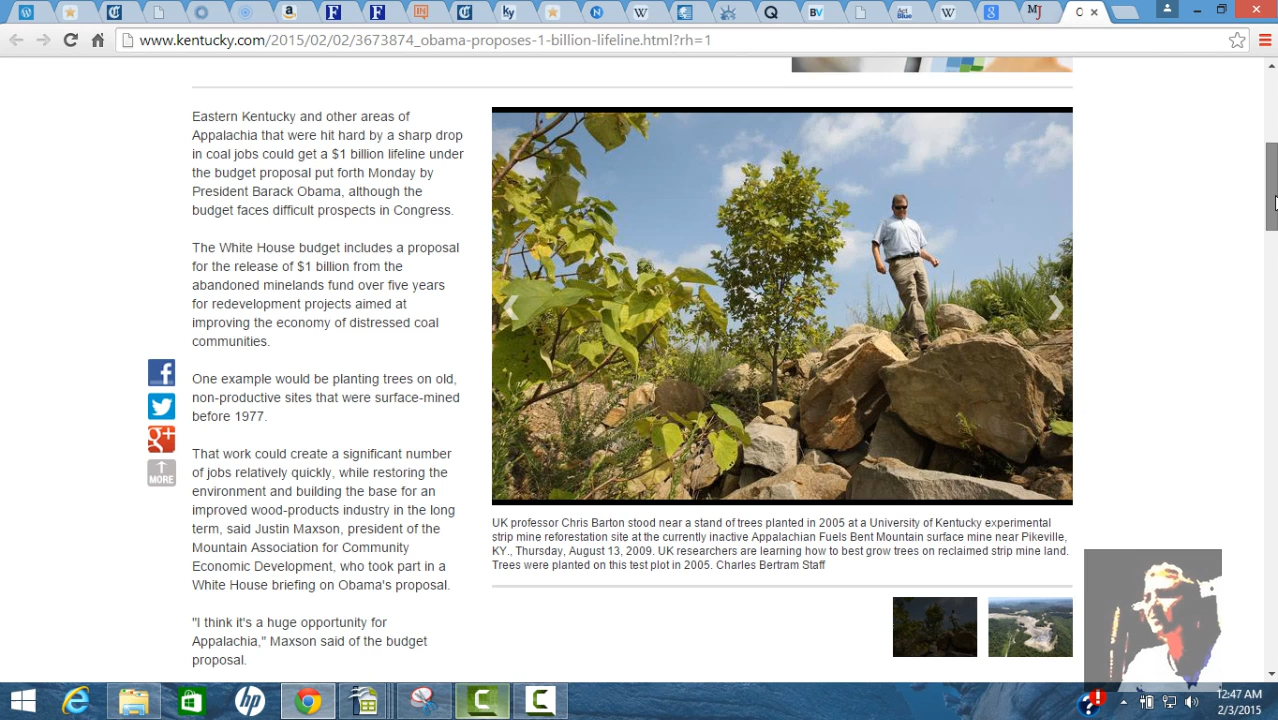 www.kentucky.com/2015/02/02/3673874_obama-proposes-1-billion-lifeline.html?rh=1
Eastern Kentucky and other areas of
Appalachia that were hit hard by a sharp drop
in coal jobs could get a $1 billion lifeline under
the budget proposal put forth Monday by
President Barack Obama, although the
budget faces difficult prospects in Congress.
The White House budget includes a proposal
for the release of $1 billion from the
abandoned minelands fund over five years
for redevelopment projects aimed at
improving the economy of distressed coal
communities.
One example would be planting trees on old,
non-productive sites that were surface-mined
before 1977.
That work could create a significant number
of jobs relatively quickly, while restoring the
environment and building the base for an
improved wood-products industry in the long
term, said Justin Maxson, president of the
Mountain Association for Community
Economic Development, who took part in a
White House briefing on Obama's proposal.
"I think it's a huge opportunity for
Appalachia," Maxson said of the budget
proposal.
MORE
UK professor Chris Barton stood near a stand of trees planted in 2005 at a University of Kentucky experimental
strip mine reforestation site at the currently inactive Appalachian Fuels Bent Mountain surface mine near Pikeville,
KY., Thursday, August 13, 2009. UK researchers are learning how to best grow trees on reclaimed strip mine land.
Trees were planted on this test plot in 2005. Charles Bertram Staff
12:47 AM
2/3/2015